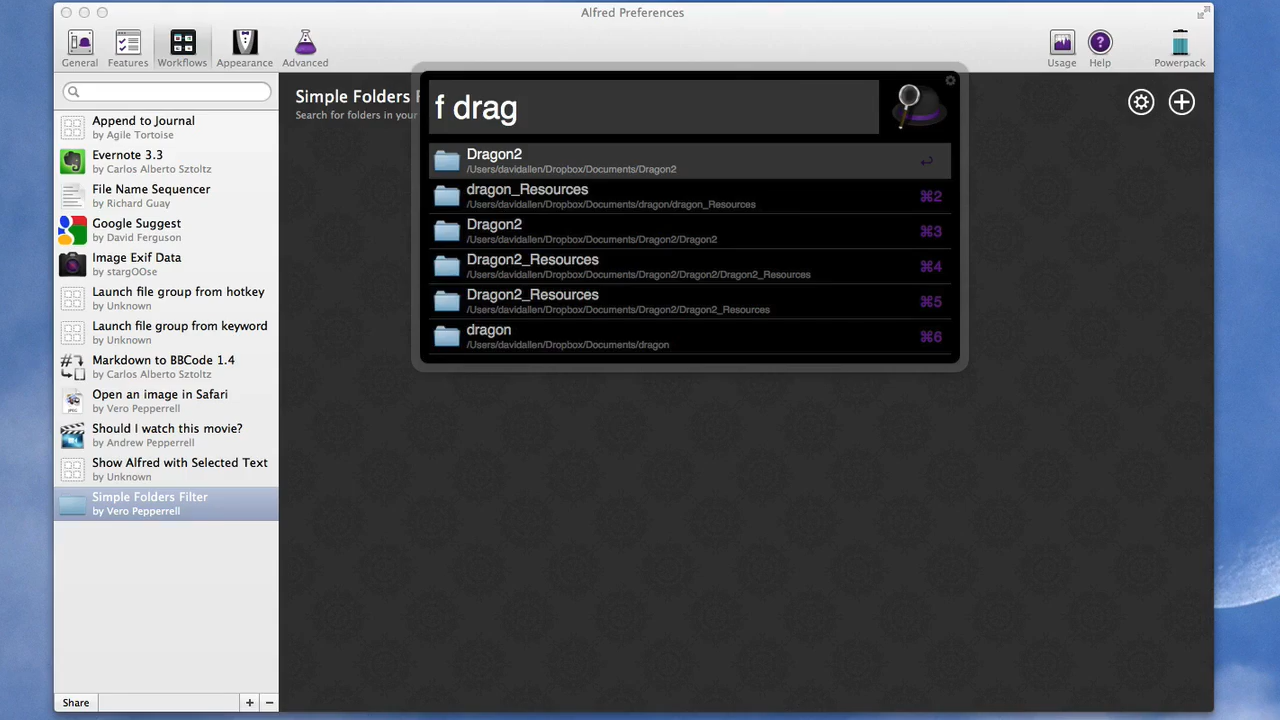 Alfred Preferences
General
Features
Workflows
Appearance
Advanced
Usage
Help
Powerpack
Append to Journal
by Agile Tortoise
Evernote 3.3
by Carlos Alberto Sztoltz
File Name Sequencer
by Richard Guay
Google Suggest
by David Ferguson
Image Exif Data
by starg0Ose
Launch file group from hotkey
by Unknown
Launch file group from keyword
by Unknown
Markdown to BBCode 1.4
by Carlos Alberto Sztoltz
Open an image in Safari
by Vero Pepperrell
Should I watch this movie?
by Andrew Pepperrell
Show Alfred with Selected Text
by Unknown
Simple Folders Filter
by Vero Pepperrell
Share
Simple Folders F
Search for folders in your
f drag
Dragon2
/Users/davidallen/Dropbox/Documents/Dragon2
dragon_Resources
/Users/davidallen/Dropbox/Documents/dragon/dragon_Resources
⌘2
Dragon2
/Users/davidallen/Dropbox/Documents/Dragon2/Dragon2
⌘3
Dragon2_Resources
/Users/davidallen/Dropbox/Documents/Dragon2/Dragon2/Dragon2_Resources
⌘4
Dragon2_Resources
/Users/davidallen/Dropbox/Documents/Dragon2/Dragon2_Resources
⌘5
dragon
/Users/davidallen/Dropbox/Documents/dragon
⌘6